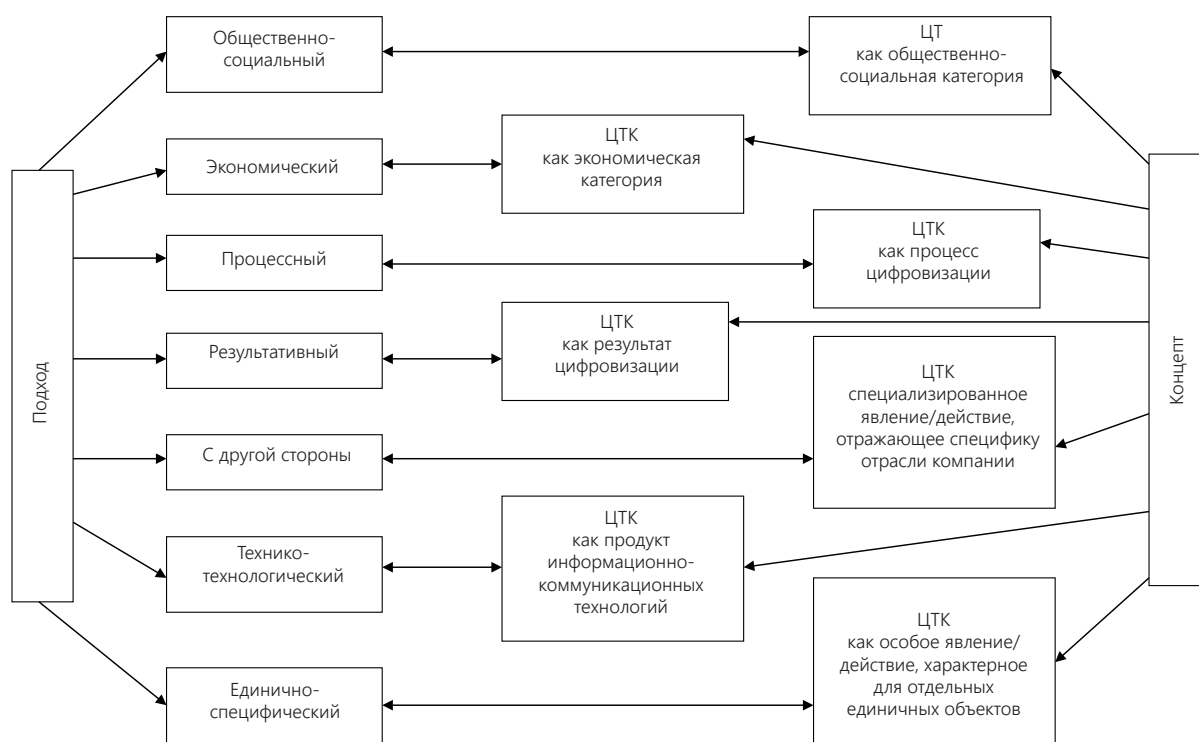 Подход
Общественно-
социальный
ЦТ
как общественно-
социальная категория
Экономический
ЦТК
как экономическая
категория
Процессный
ЦТК
как процесс
цифровизации
Результативный
ЦТК
как результат
цифровизации
С другой стороны
ЦТК
специализированное
явление/действие,
отражающее специфику
отрасли компании
Технико-
технологический
ЦТК
как продукт
информационно-
коммуникационных
технологий
Единично-
специфический
ЦТК
как особое явление/
действие, характерное
для отдельных
единичных объектов
Концепт